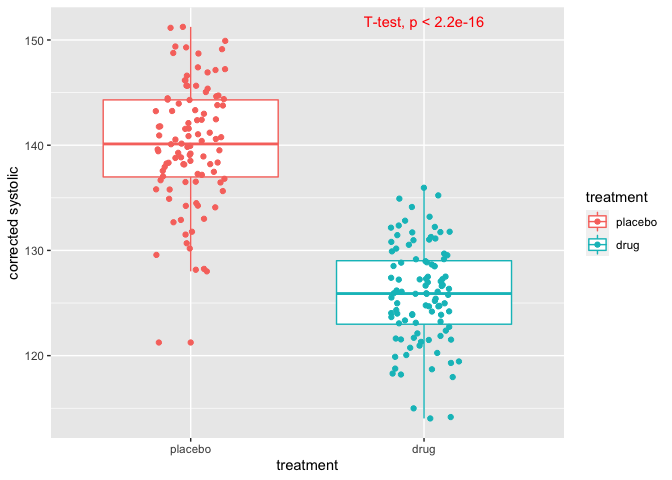 T-test, p < 2.2e-16
150
140
130
120
corrected systolic
placebo
drug
treatment
treatment
placebo
drug